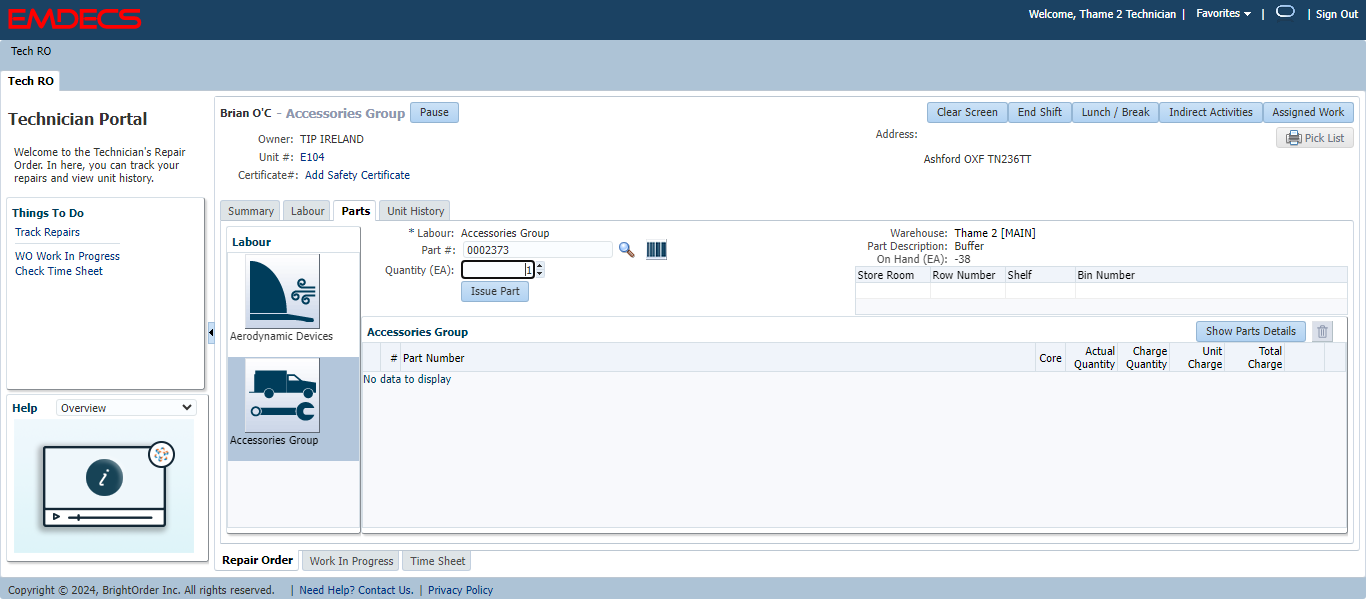 EMDECS
Welcome, Thame 2 Technician | Favorites | | Sign Out
Tech RO
Tech RO
Technician Portal
Welcome to the Technician's Repair
Order. In here, you can track your
repairs and view unit history.
Things To Do
Track Repairs
WO Work In Progress
Check Time Sheet
Help Overview
i
Brian O'C - Accessories Group Pause
Clear Screen End Shift Lunch / Break Indirect Activities Assigned Work
Owner: TIP IRELAND
Unit #: E104
Certificate#: Add Safety Certificate
Address:
Pick List
Ashford OXF TN236TT
Summary Labour Parts Unit History
Labour
Aerodynamic Devices
Accessories Group
* Labour: Accessories Group
Part #: 0002373
Quantity (EA): 1
Issue Part
Warehouse: Thame 2 [MAIN]
Part Description: Buffer
On Hand (EA): -38
Store Room Row Number Shelf Bin Number
Accessories Group Show Parts Details
# Part Number Core Actual Quantity Charge Quantity Unit Charge Total Charge
No data to display
Repair Order Work In Progress Time Sheet
Copyright © 2024, BrightOrder Inc. All rights reserved. | Need Help? Contact Us. | Privacy Policy